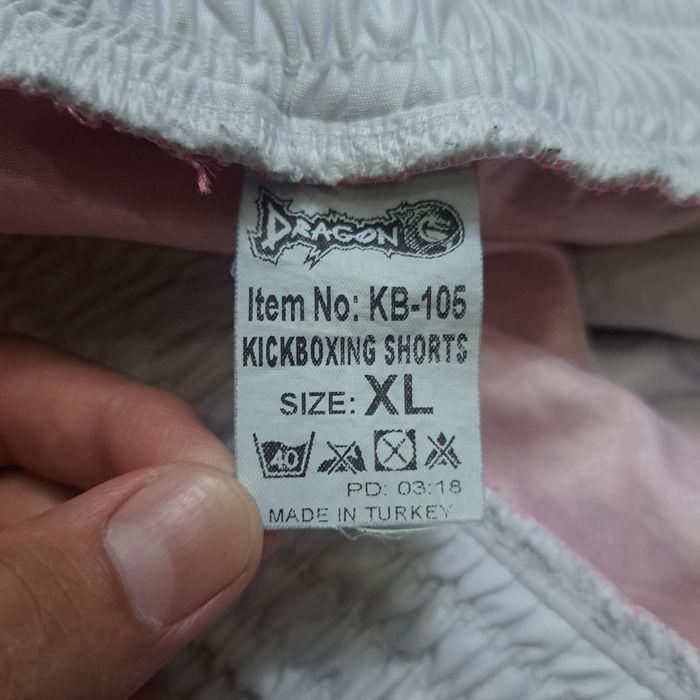 DRAGON
Item No: KB-105
KICKBOXING SHORTS
SIZE: XL
40
PD: 03:18
MADE IN TURKEY